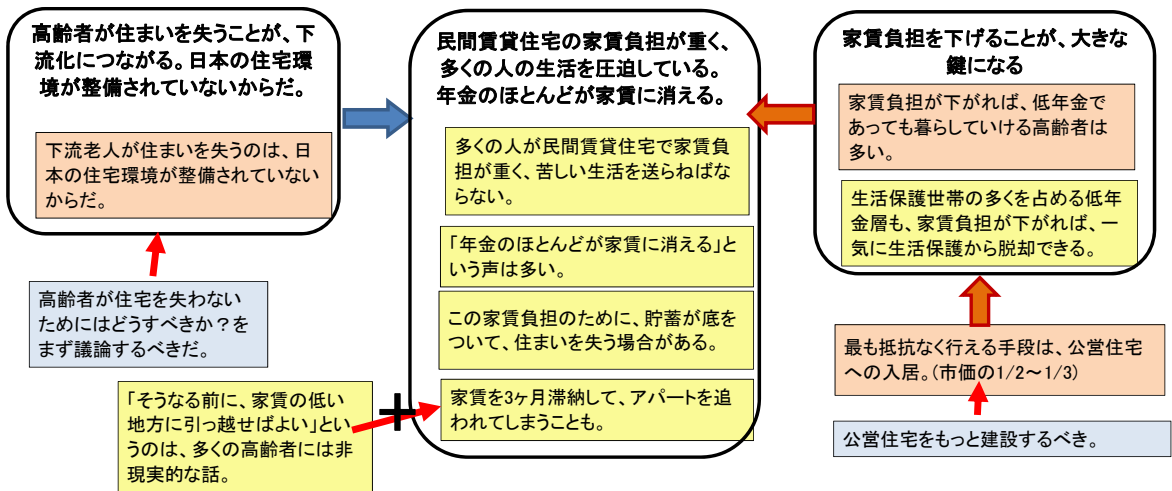 高齢者が住まいを失うことが、下
流化につながる。日本の住宅環
境が整備されていないからだ。
下流老人が住まいを失うのは、日
本の住宅環境が整備されていない
からだ。
高齢者が住宅を失わない
ためにはどうすべきか？を
まず議論するべきだ。
「そうなる前に、家賃の低い
地方に引っ越せばよい」とい
うのは、多くの高齢者には非
現実的な話。
民間賃貸住宅の家賃負担が重く、
多くの人の生活を圧迫している。
年金のほとんどが家賃に消える。
多くの人が民間賃貸住宅で家賃負
担が重く、苦しい生活を送らねばな
らない。
「年金のほとんどが家賃に消える」と
いう声は多い。
この家賃負担のために、貯蓄が底を
ついて、住まいを失う場合がある。
家賃を3ヶ月滞納して、アパートを追
われてしまうことも。
家賃負担を下げることが、大きな
鍵になる
家賃負担が下がれば、低年金で
あっても暮らしていける高齢者は
多い。
生活保護世帯の多くを占める低年
金層も、家賃負担が下がれば、一
気に生活保護から脱却できる。
最も抵抗なく行える手段は、公営住宅
への入居。(市価の1/2～1/3)
公営住宅をもっと建設するべき。